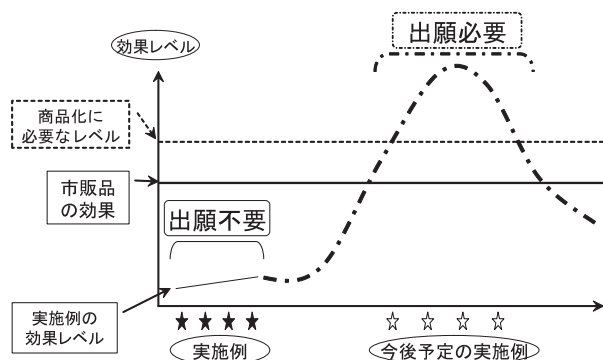 出願必要
効果レベル
商品化に
必要なレベル
市販品
の効果
出願不要
実施例の
効果レベル
実施例
今後予定の実施例